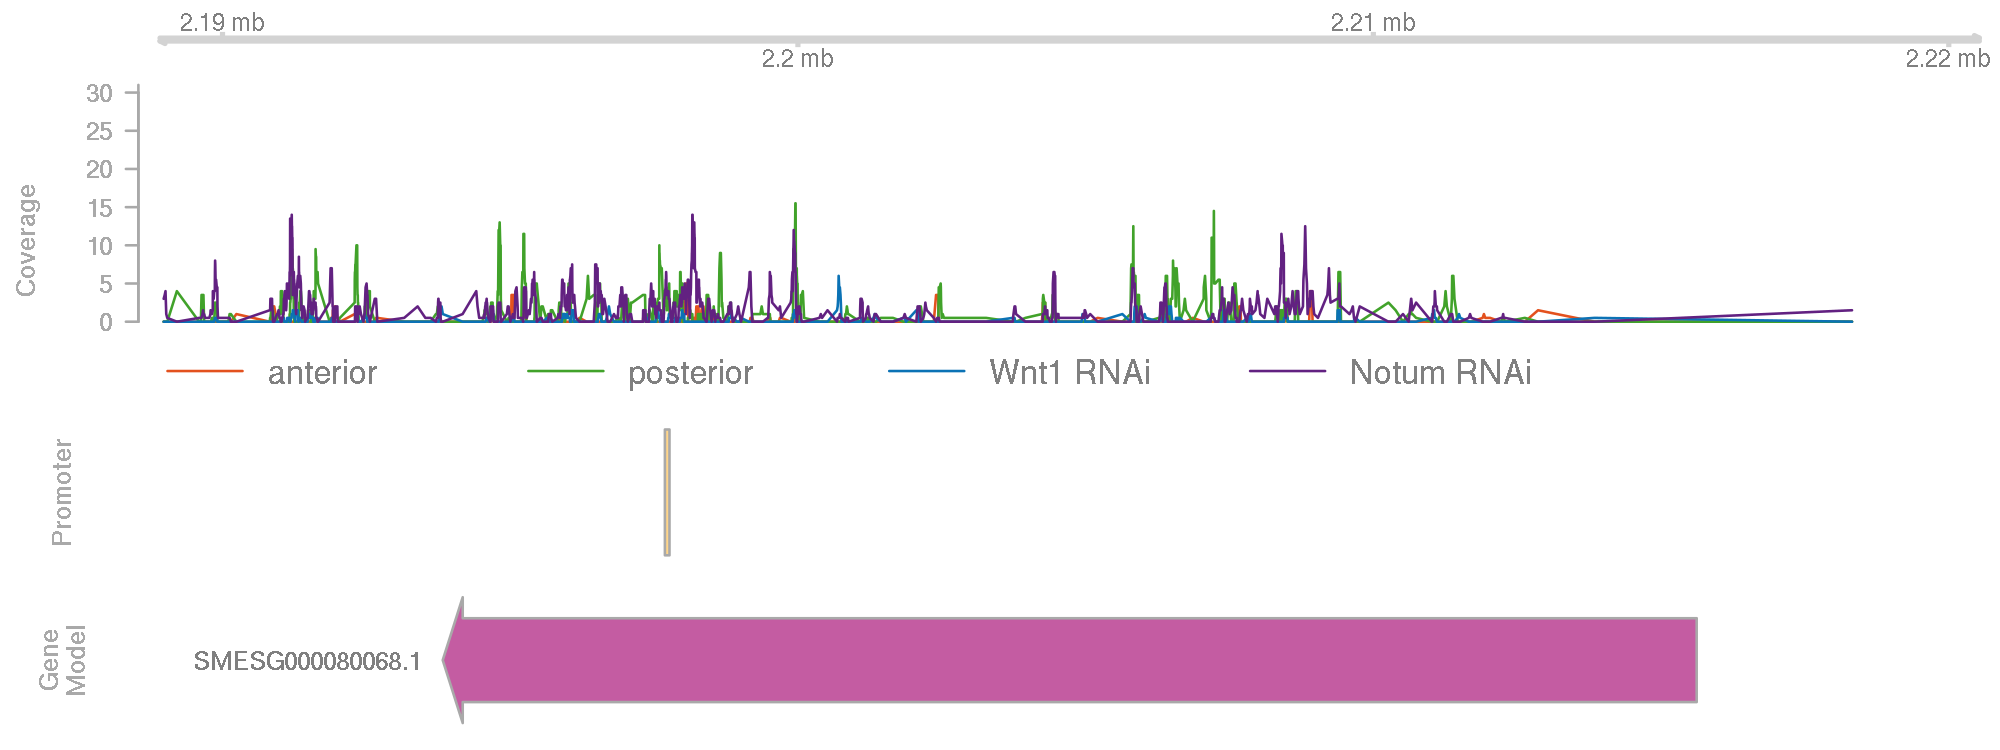 2.19 mb
2.21 mb
2.2 mb
2.22 mb
30
25
20
15
10
5
0
Coverage
anterior
posterior
Wnt1 RNAi
Notum RNAi
Promoter
Gene
Model
SMESG000080068.1